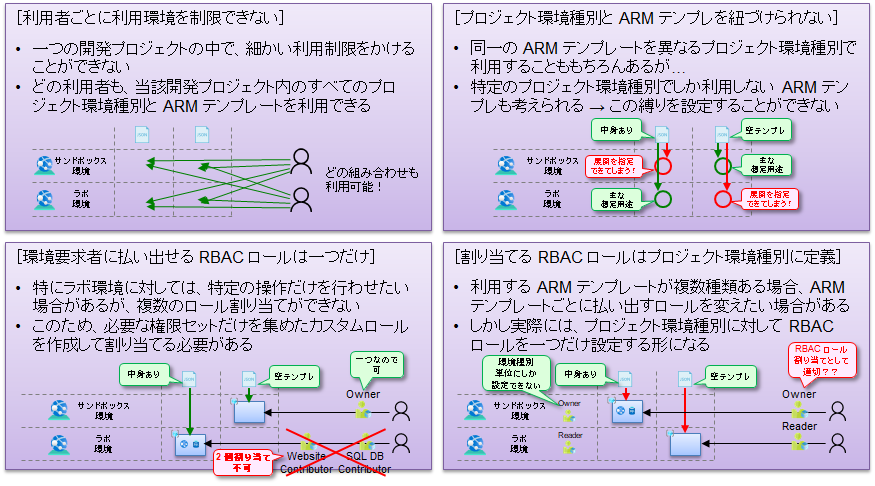 [利用者ごとに利用環境を制限できない]
• 一つの開発プロジェクトの中で、細かい利用制限をかける
ことができない
• どの利用者も、当該開発プロジェクト内のすべてのプロ
ジェクト環境種別と ARM テンプレートを利用できる
JSON
JSON
サンドボックス
環境
ラボ
環境
どの組み合わせも
利用可能！
[プロジェクト環境種別と ARM テンプレを紐づけられない]
• 同一の ARM テンプレートを異なるプロジェクト環境種別で
利用することももちろんあるが…
• 特定のプロジェクト環境種別でしか利用しない ARM テン
プレも考えられる → この縛りを設定することができない
中身あり
JSON
JSON
空テンプレ
サンドボックス
環境
展開を指定
できてしまう！
主な
想定用途
ラボ
環境
主な
想定用途
展開を指定
できてしまう！
[環境要求者に払い出せる RBAC ロールは一つだけ]
• 特にラボ環境に対しては、特定の操作だけを行わせたい
場合があるが、複数のロール割り当てができない
• このため、必要な権限セットだけを集めたカスタムロール
を作成して割り当てる必要がある
中身あり
JSON
JSON
空テンプレ
一つなので
可
Owner
サンドボックス
環境
ラボ
環境
2 個割り当て
不可
Website
Contributor
SQL DB
Contributor
[割り当てる RBAC ロールはプロジェクト環境種別に定義]
• 利用する ARM テンプレートが複数種類ある場合、ARM
テンプレートごとに払い出すロールを変えたい場合がある
• しかし実際には、プロジェクト環境種別に対して RBAC
ロールを一つだけ設定する形になる
環境種別
単位にしか
設定できない
中身あり
JSON
JSON
空テンプレ
RBAC ロール
割り当てとして
適切？？
サンドボックス
環境
Owner
Owner
ラボ
環境
Reader
Reader